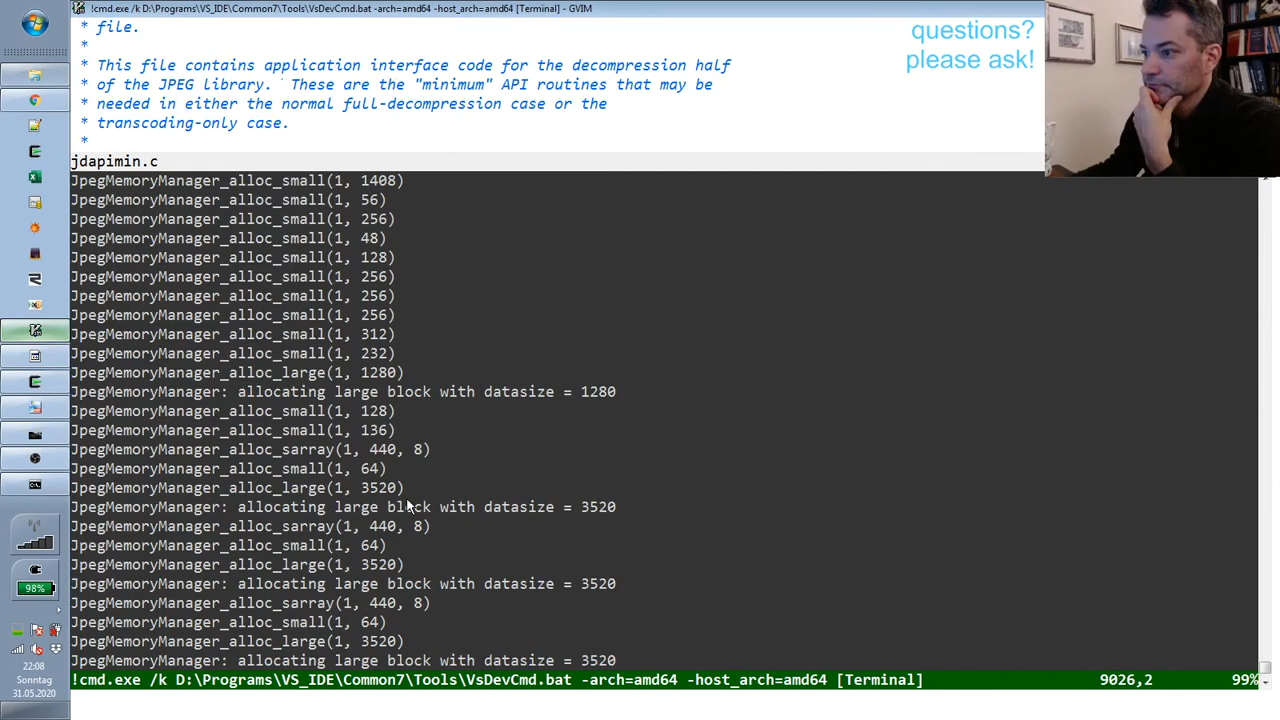 !cmd.exe /k D:\Programs\VS_IDE\Common7\Tools\VsDevCmd.bat -arch=amd64 -host_arch=amd64 [Terminal] - GVIM
* file.
*
* This file contains application interface code for the decompression half
* of the JPEG library.  These are the "minimum" API routines that may be
* needed in either the normal full-decompression case or the
* transcoding-only case.
*
questions?
please ask!
jdapimin.c
JpegMemoryManager_alloc_small(1, 1408)
JpegMemoryManager_alloc_small(1, 56)
JpegMemoryManager_alloc_small(1, 256)
JpegMemoryManager_alloc_small(1, 48)
JpegMemoryManager_alloc_small(1, 128)
JpegMemoryManager_alloc_small(1, 256)
JpegMemoryManager_alloc_small(1, 256)
JpegMemoryManager_alloc_small(1, 256)
JpegMemoryManager_alloc_small(1, 312)
JpegMemoryManager_alloc_small(1, 232)
JpegMemoryManager_alloc_large(1, 1280)
JpegMemoryManager: allocating large block with datasize = 1280
JpegMemoryManager_alloc_small(1, 128)
JpegMemoryManager_alloc_small(1, 136)
JpegMemoryManager_alloc_sarray(1, 440, 8)
JpegMemoryManager_alloc_small(1, 64)
JpegMemoryManager_alloc_large(1, 3520)
JpegMemoryManager: allocating large block with datasize = 3520
JpegMemoryManager_alloc_sarray(1, 440, 8)
JpegMemoryManager_alloc_small(1, 64)
JpegMemoryManager_alloc_large(1, 3520)
JpegMemoryManager: allocating large block with datasize = 3520
JpegMemoryManager_alloc_sarray(1, 440, 8)
JpegMemoryManager_alloc_small(1, 64)
JpegMemoryManager_alloc_large(1, 3520)
JpegMemoryManager: allocating large block with datasize = 3520
!cmd.exe /k D:\Programs\VS_IDE\Common7\Tools\VsDevCmd.bat -arch=amd64 -host_arch=amd64 [Terminal] 9026,2 99%
98%
22:08
Sonntag
31.05.2020